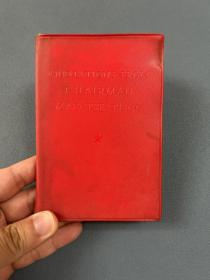 QUOTATIONS FROM
CHAIRMAN
MAO TSE-TUNG